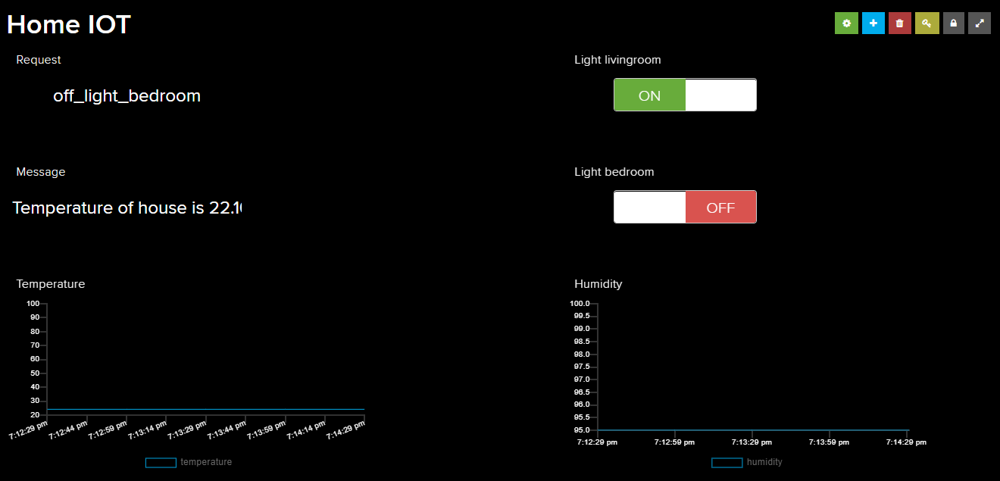 Home IOT
Request
off_light_bedroom
Light livingroom
ON
Message
Temperature of house is 22.1
Light bedroom
OFF
Temperature
100
90
80
70
60
50
40
30
20
7:12:29 pm
7:12:44 pm
7:12:59 pm
7:13:14 pm
7:13:29 pm
7:13:44 pm
7:13:59 pm
7:14:14 pm
7:14:29 pm
temperature
Humidity
100.0
99.5
99.0
98.5
98.0
97.5
97.0
96.5
96.0
95.5
95.0
7:12:29 pm
7:12:59 pm
7:13:29 pm
7:13:59 pm
7:14:29 pm
humidity